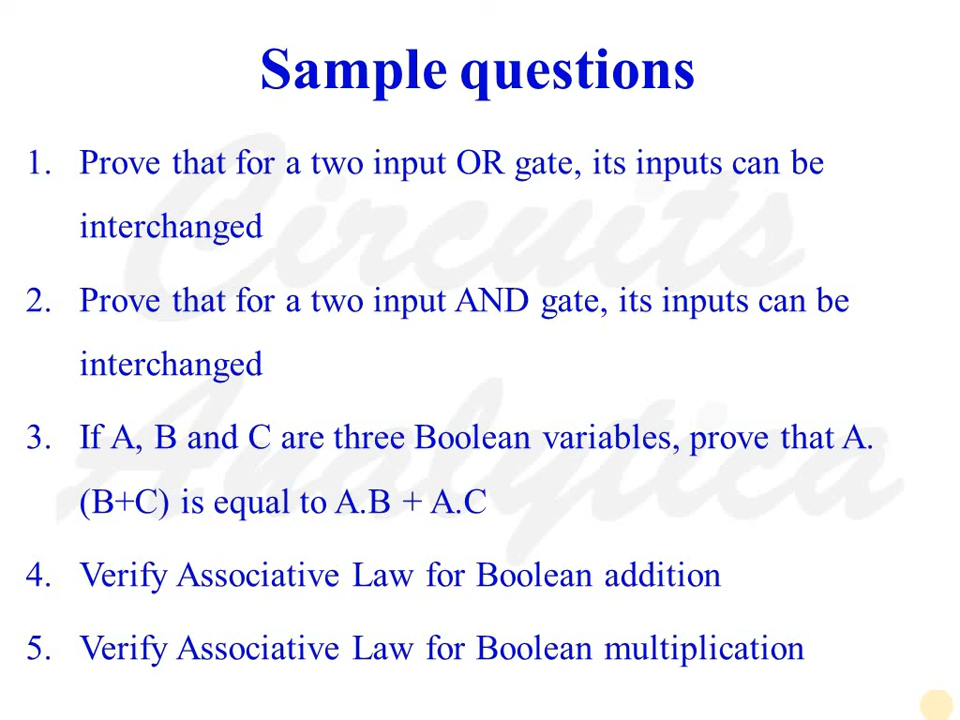 Sample questions
1. Prove that for a two input OR gate, its inputs can be
interchanged
2. Prove that for a two input AND gate, its inputs can be
interchanged
3. If A, B and C are three Boolean variables, prove that A.
(B+C) is equal to A.B + A.C
4. Verify Associative Law for Boolean addition
5. Verify Associative Law for Boolean multiplication
Circuits
Analytica